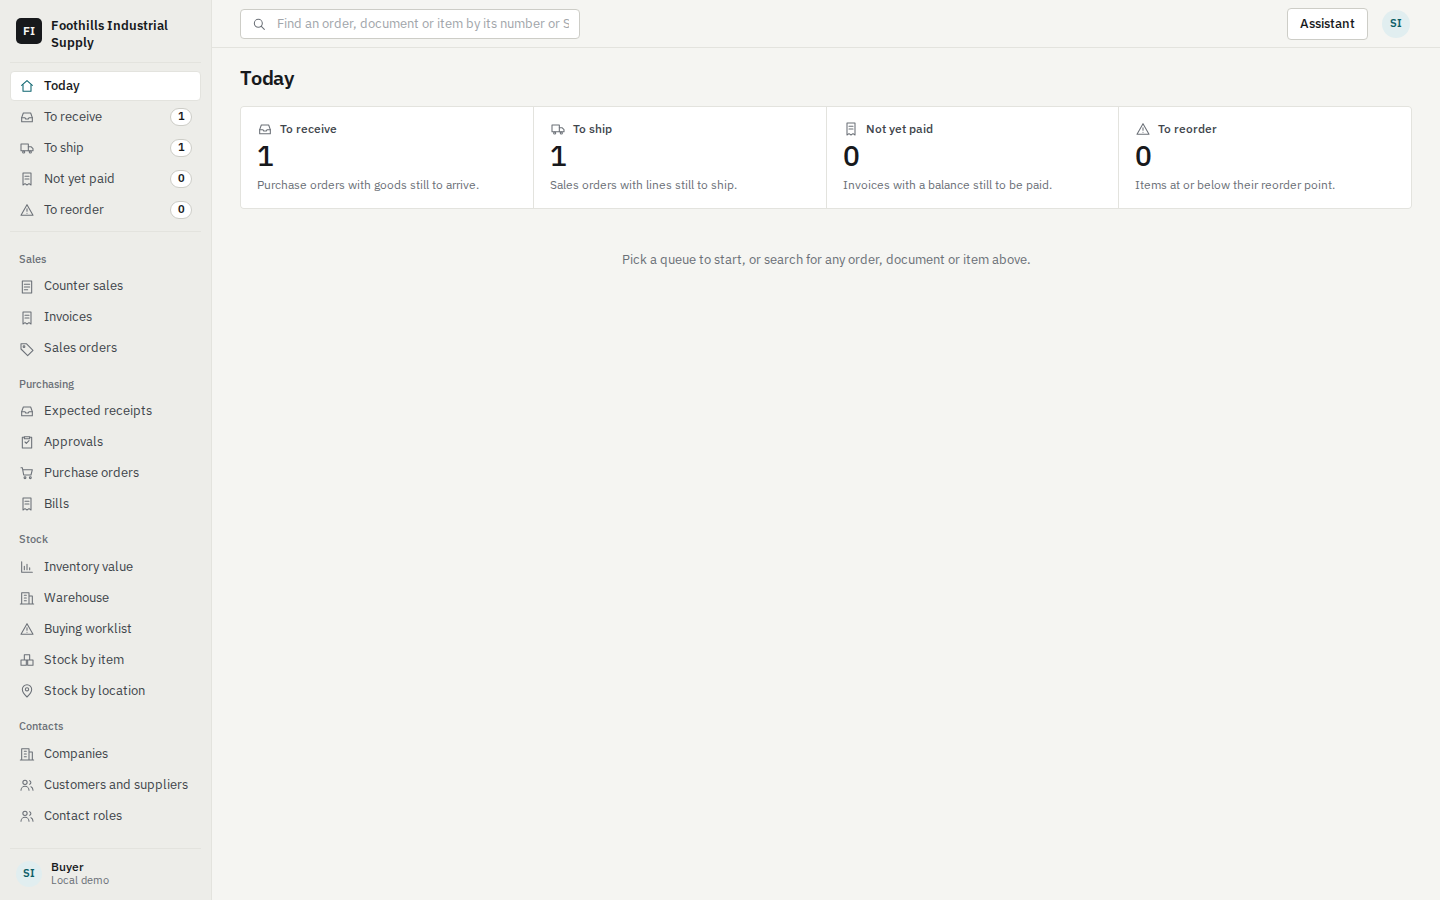 FI
Foothills Industrial
Supply
Today
To receive 1
To ship 1
Not yet paid 0
To reorder 0
Sales
Counter sales
Invoices
Sales orders
Purchasing
Expected receipts
Approvals
Purchase orders
Bills
Stock
Inventory value
Warehouse
Buying worklist
Stock by item
Stock by location
Contacts
Companies
Customers and suppliers
Contact roles
SI
Buyer
Local demo
Find an order, document or item by its number or S
Assistant
SI
Today
To receive
1
Purchase orders with goods still to arrive.
To ship
1
Sales orders with lines still to ship.
Not yet paid
0
Invoices with a balance still to be paid.
To reorder
0
Items at or below their reorder point.
Pick a queue to start, or search for any order, document or item above.